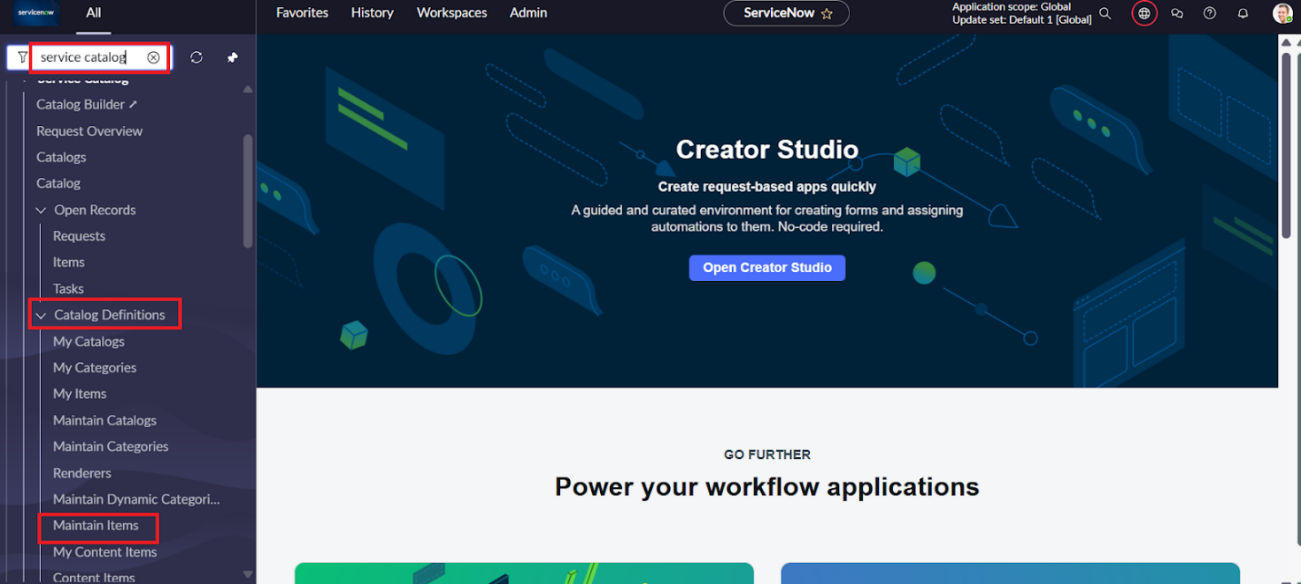 servicenow
All
Favorites
History
Workspaces
Admin
ServiceNow
Application scope: Global
Update set: Default 1 [Global]
service catalog
Service Catalog
Catalog Builder
Request Overview
Catalogs
Catalog
Open Records
Requests
Items
Tasks
Catalog Definitions
My Catalogs
My Categories
My Items
Maintain Catalogs
Maintain Categories
Renderers
Maintain Dynamic Categori...
Maintain Items
My Content Items
Content Items
Creator Studio
Create request-based apps quickly
A guided and curated environment for creating forms and assigning
automations to them. No-code required.
Open Creator Studio
GO FURTHER
Power your workflow applications